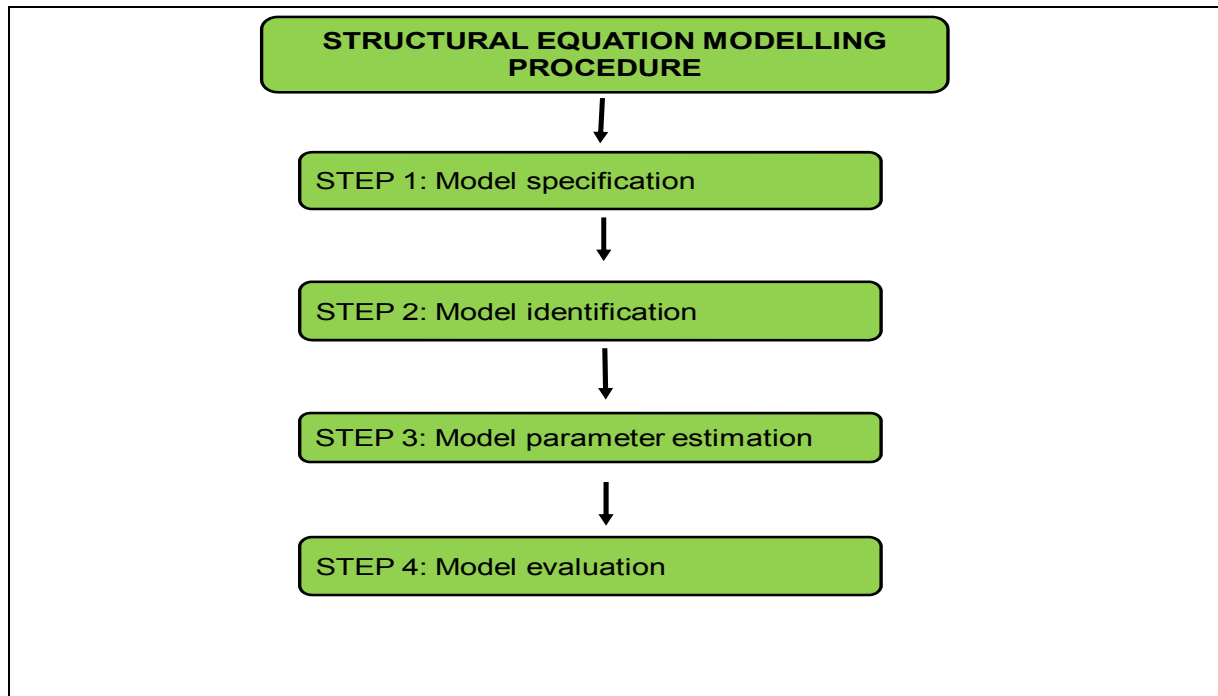 STRUCTURAL EQUATION MODELLING
PROCEDURE
STEP 1: Model specification
STEP 2: Model identification
STEP 3: Model parameter estimation
STEP 4: Model evaluation